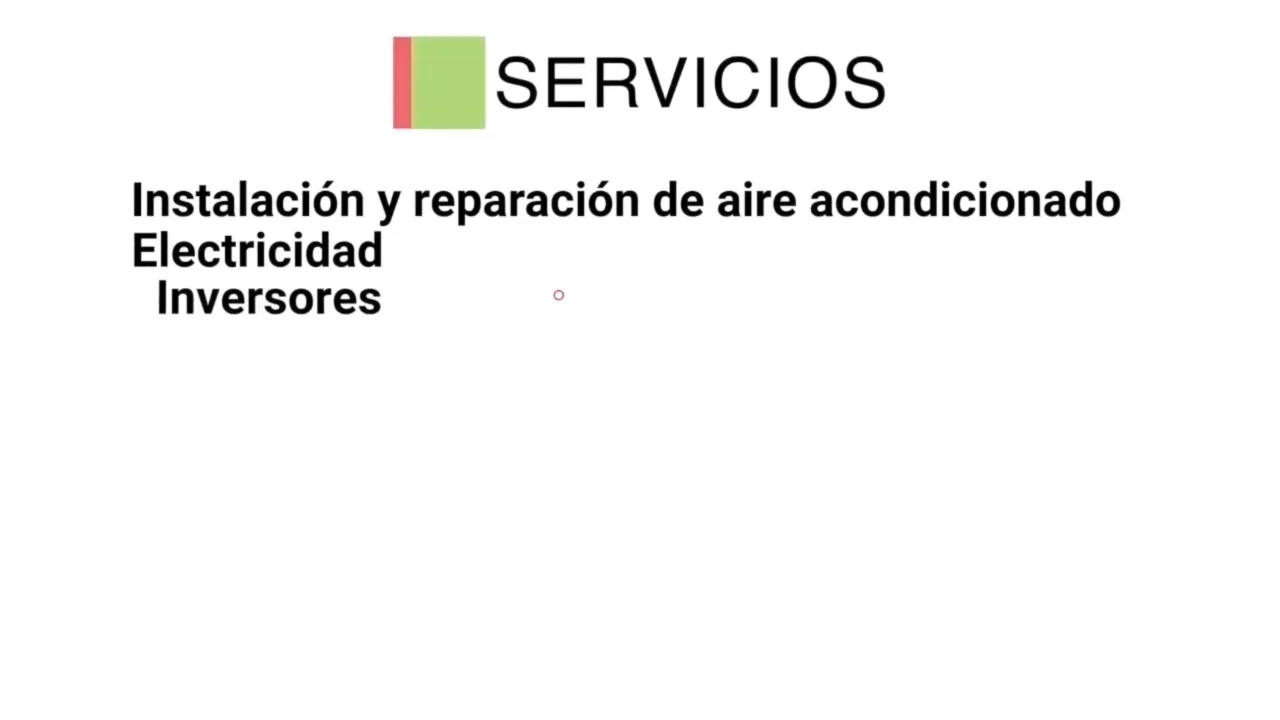 SERVICIOS
Instalación y reparación de aire acondicionado
Electricidad
Inversores